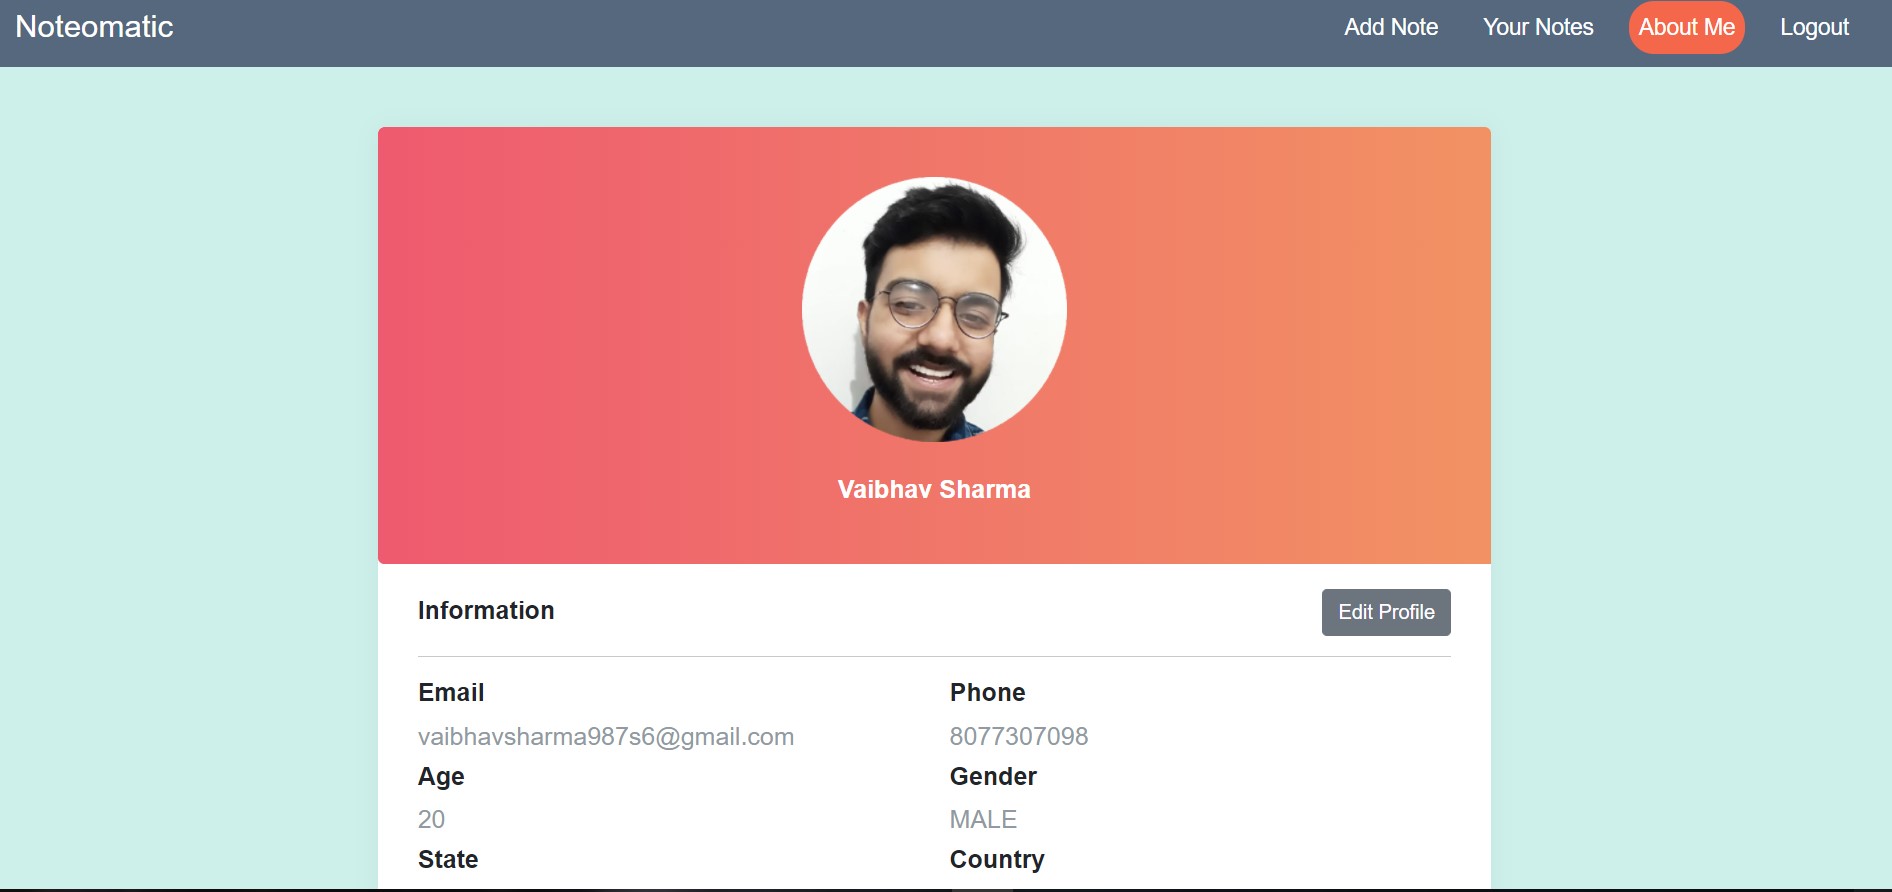 Noteomatic
Add Note Your Notes About Me Logout
Vaibhav Sharma
Information Edit Profile
Email Phone
vaibhavsharma987s6@gmail.com 8077307098
Age Gender
20 MALE
State Country